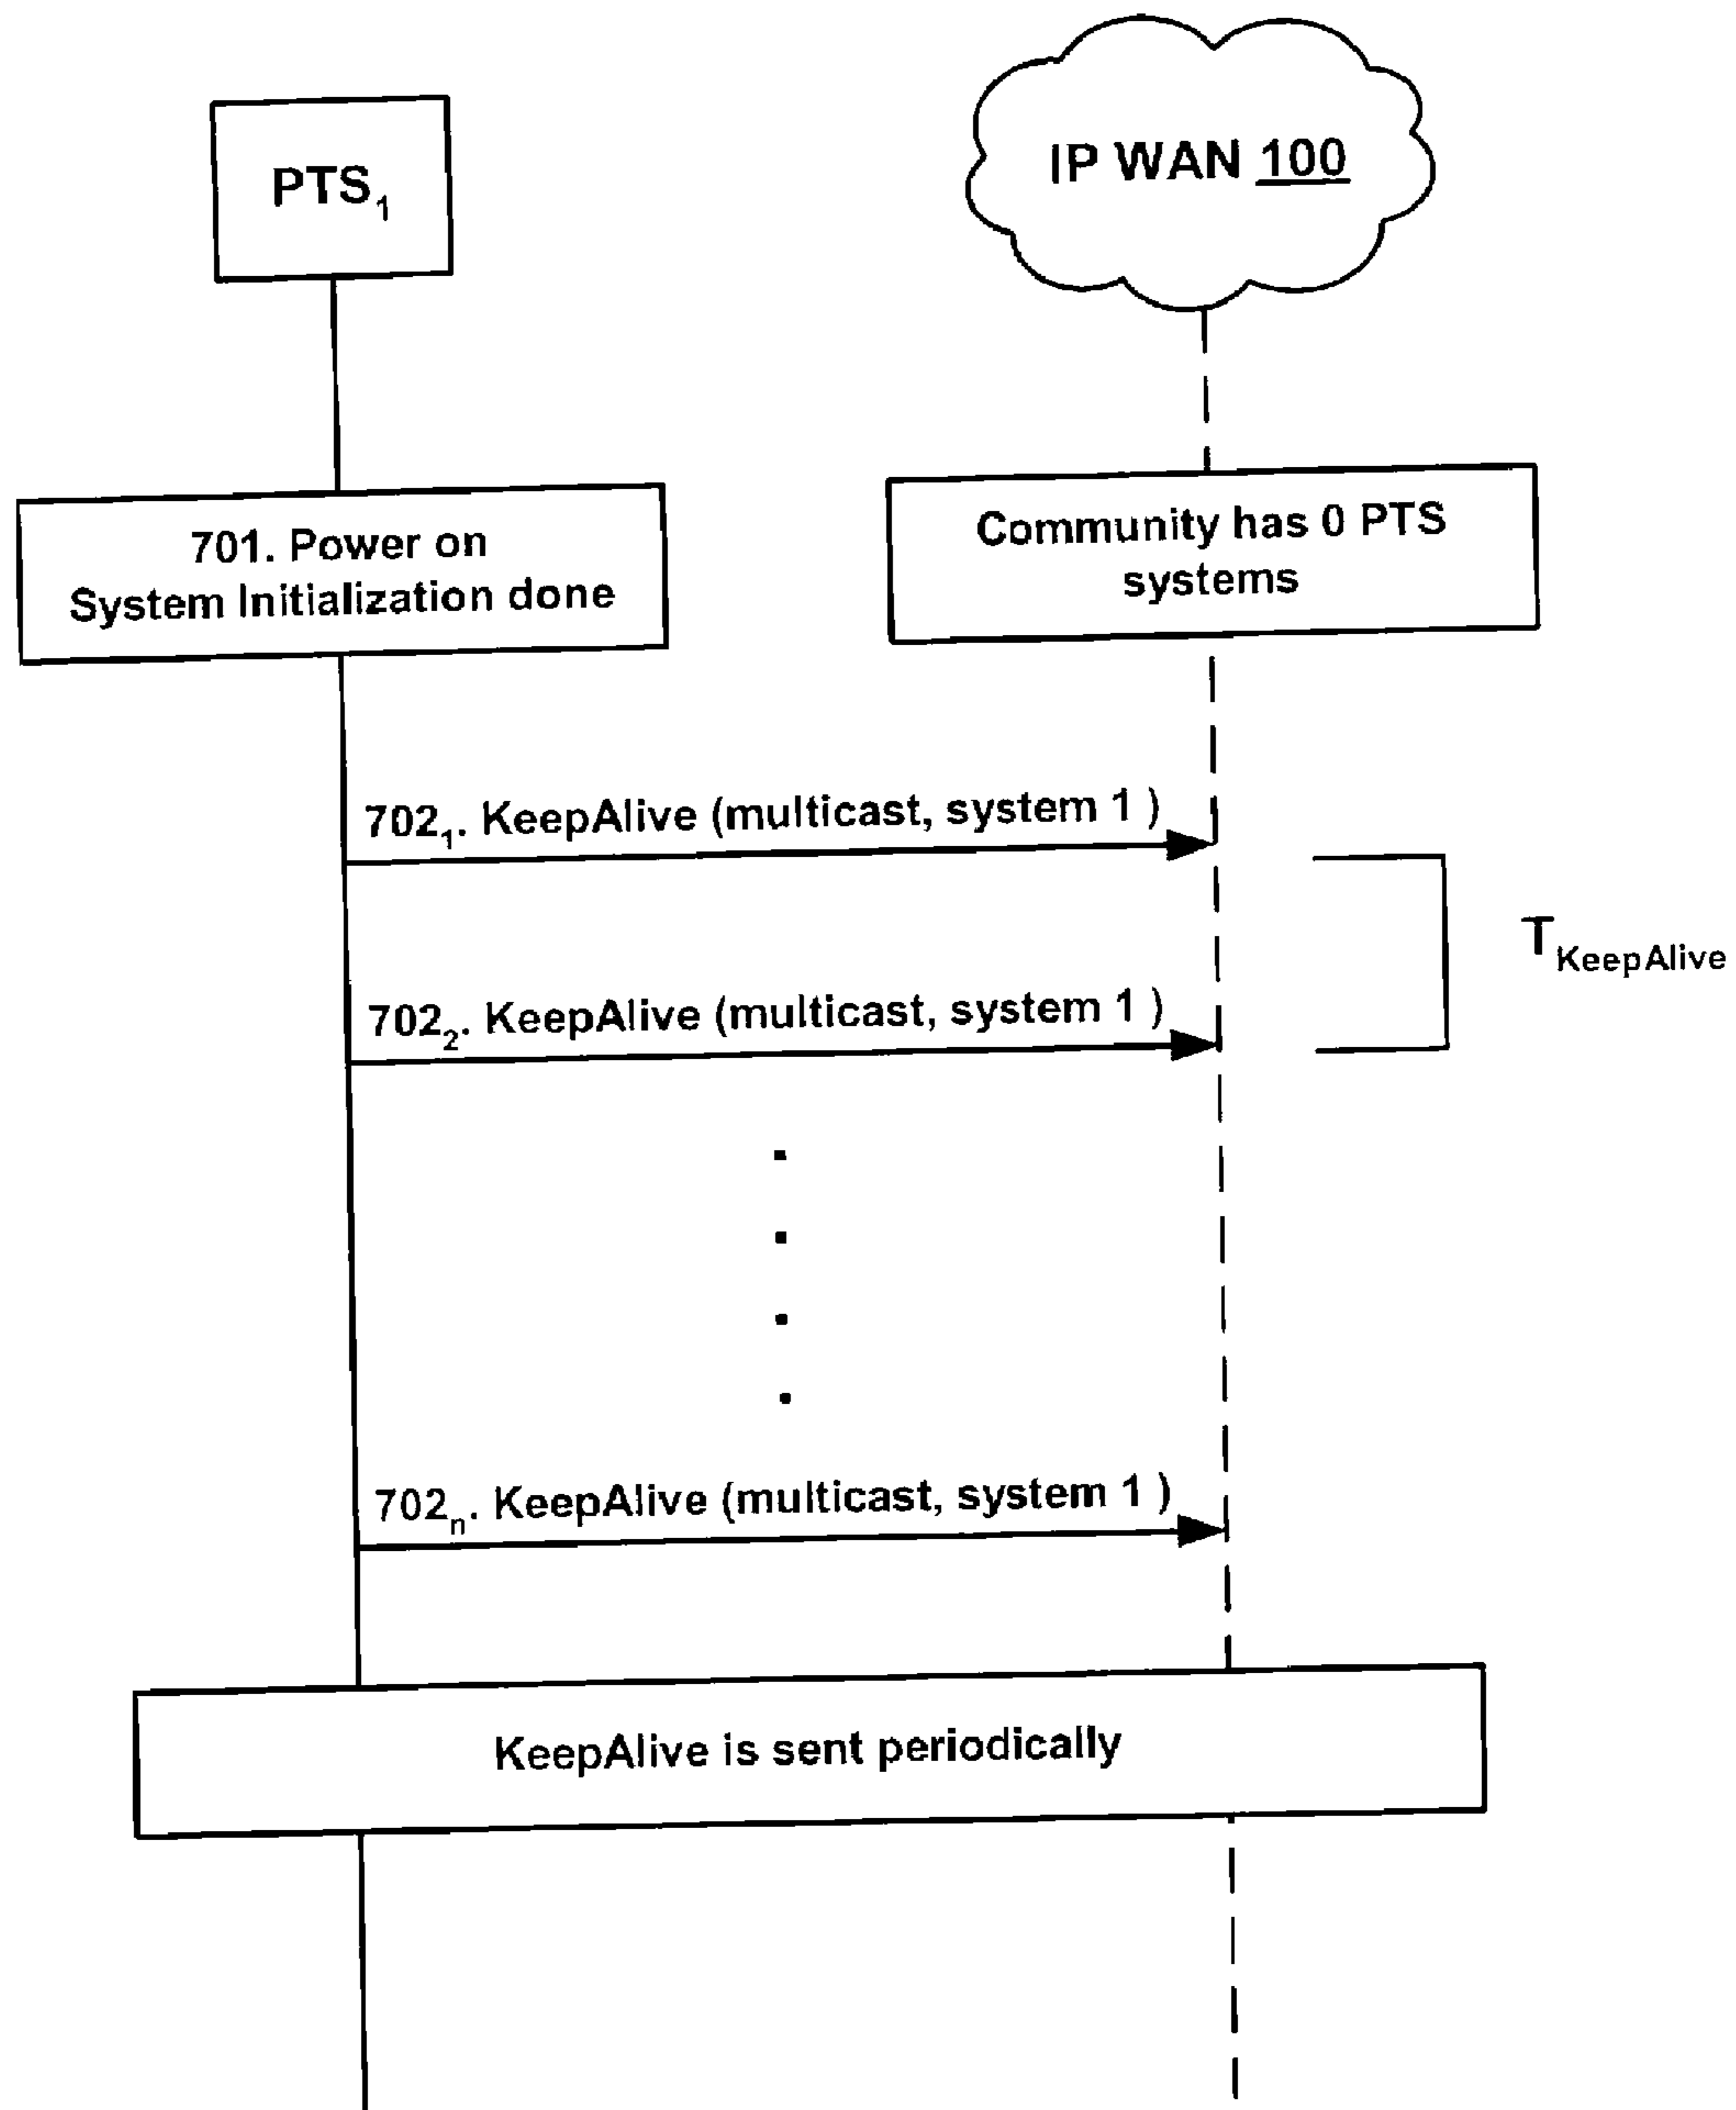 PTS₁
IP WAN 100
701. Power on
System Initialization done
Community has 0 PTS
systems
702₁. KeepAlive (multicast, system 1 )
T KeepAlive
702₂. KeepAlive (multicast, system 1 )
702ₙ. KeepAlive (multicast, system 1 )
KeepAlive is sent periodically